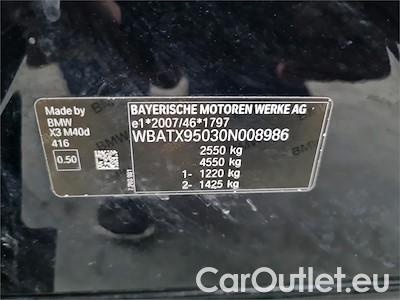 Made by
BMW
X3 M40d
416
0.50
BAYERISCHE MOTOREN WERKE AG
e1*2007/46*1797
WBATX95030N008986
2550 kg
4550 kg
1- 1220 kg
2- 1425 kg
CarOutlet.eu